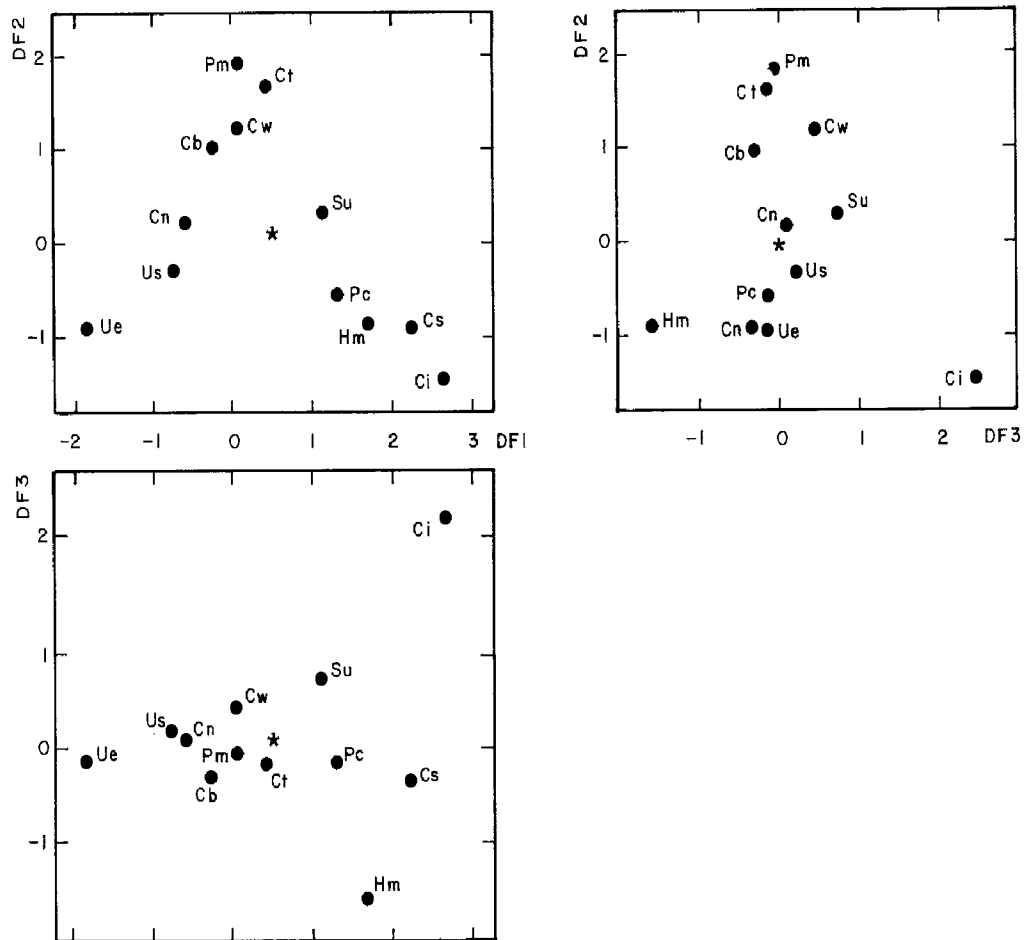 DF2
2
1
0
-1
Pm
Ct
Cw
Cb
Su
Cn
*
Us
Pc
Ue
Hm
Cs
Ci
-2 -1 0 1 2 3 DF1
DF2
2
1
0
-1
Pm
Ct
Cw
Cb
Su
Cn
*
Us
Pc
Hm
Cn
Ue
Ci
-1 0 1 2 DF3
DF3
2
1
0
-1
Ci
Su
Cw
Us
Cn
*
Ue
Pm
Pc
Ct
Cs
Cb
Hm